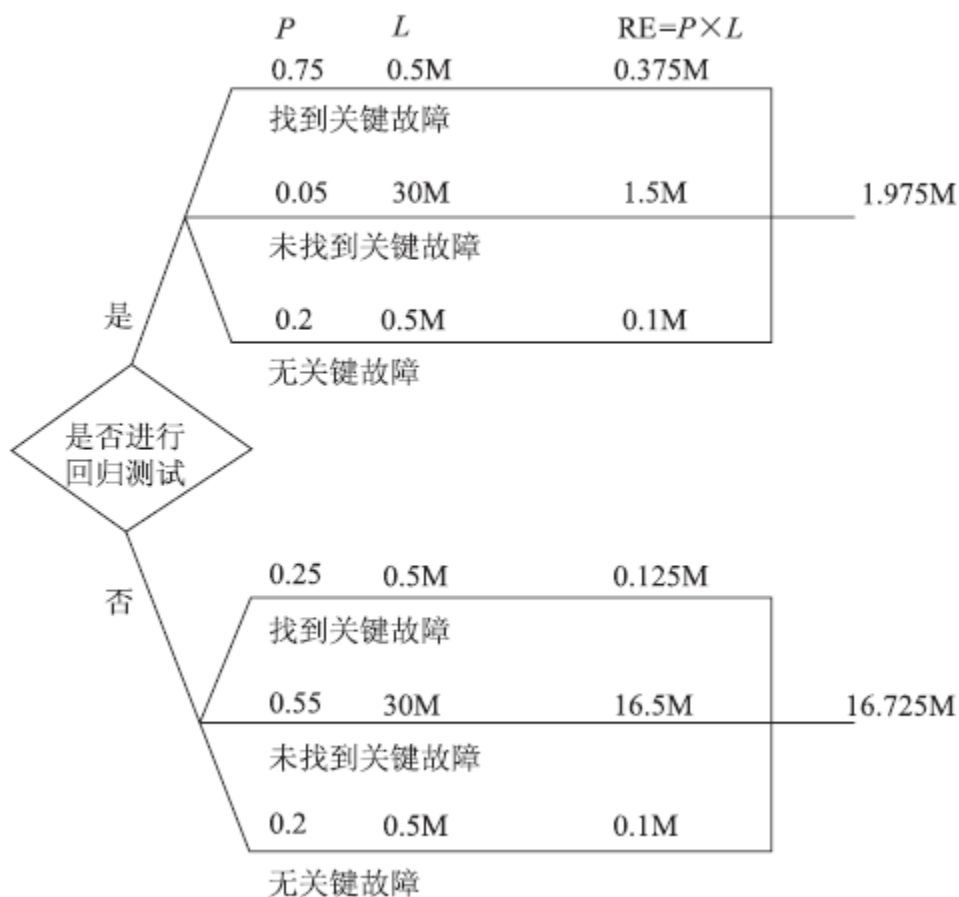 P L RE=P×L
0.75 0.5M 0.375M
找到关键故障
0.05 30M 1.5M 1.975M
未找到关键故障
0.2 0.5M 0.1M
无关键故障
是
是否进行
回归测试
否
0.25 0.5M 0.125M
找到关键故障
0.55 30M 16.5M 16.725M
未找到关键故障
0.2 0.5M 0.1M
无关键故障